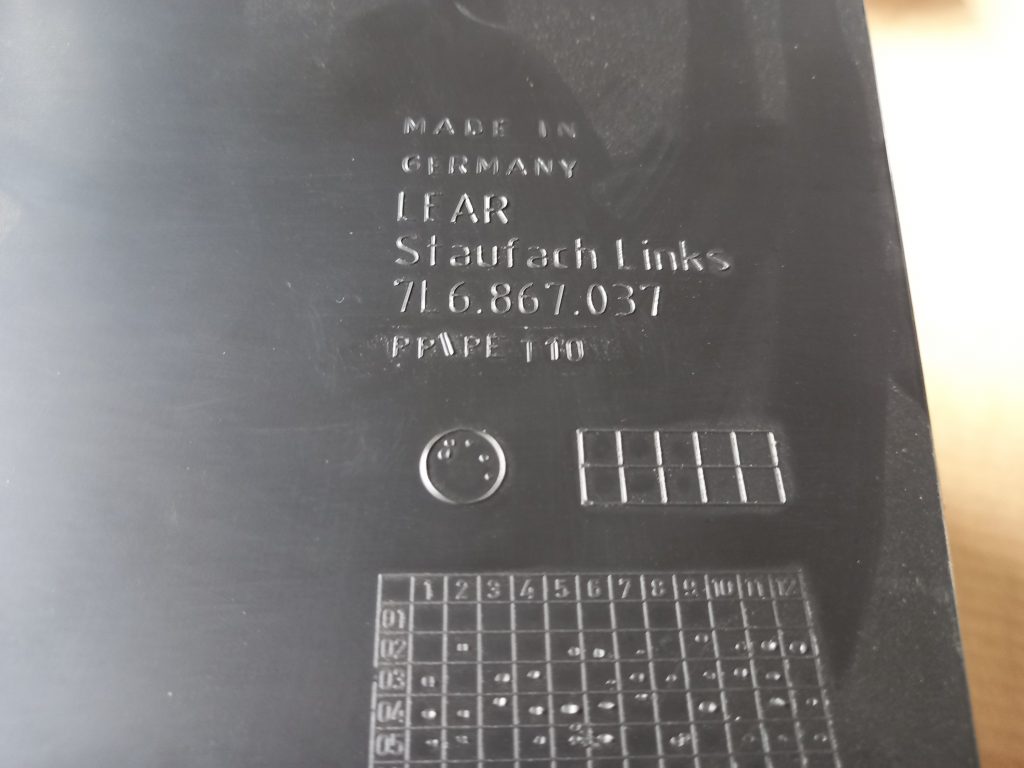 MADE IN
GERMANY
LEAR
Staufach Links
7L6.867.037
PP\PE T10
1 2 3 4 5 6 7 8 9 10 11 12
01
02
03
04
05